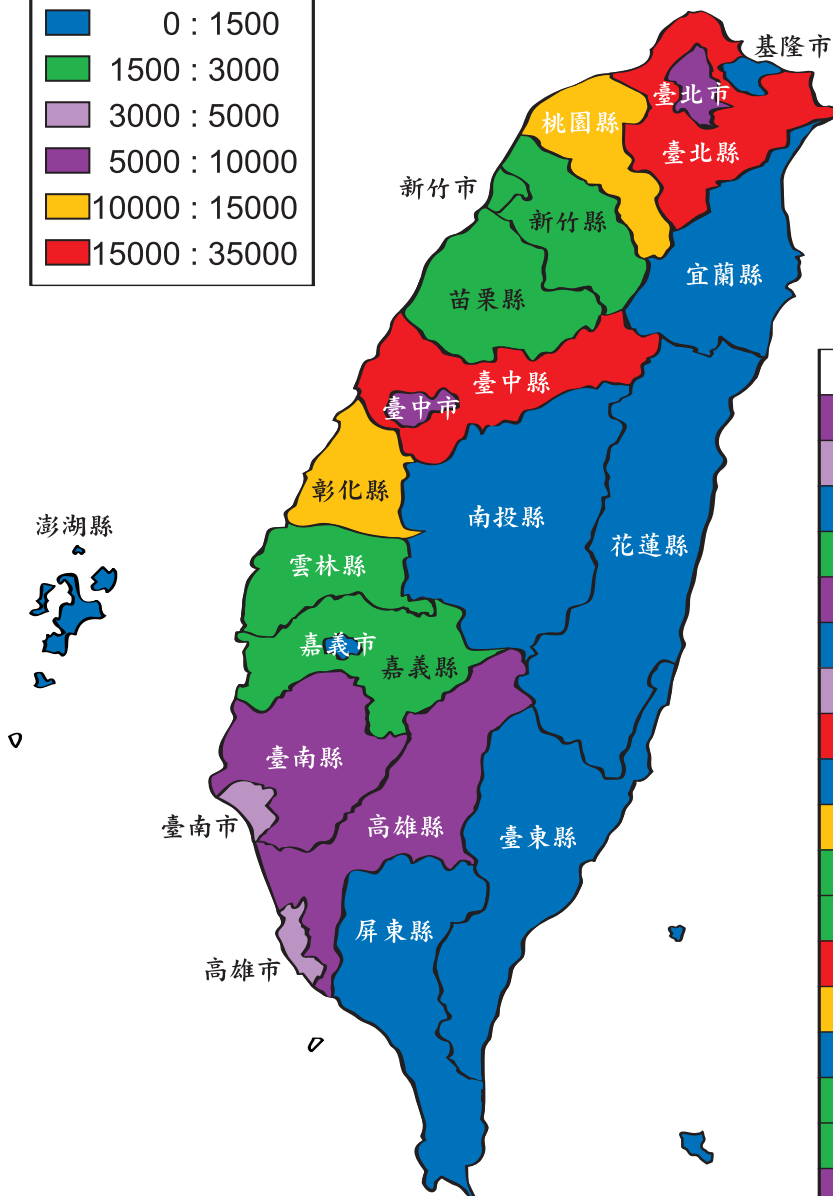 0 : 1500
1500 : 3000
3000 : 5000
5000 : 10000
10000 : 15000
15000 : 35000
基隆市
臺北市
桃園縣
臺北縣
新竹市
新竹縣
宜蘭縣
苗栗縣
臺中縣
臺中市
彰化縣
南投縣
澎湖縣
花蓮縣
雲林縣
嘉義市
嘉義縣
臺南縣
臺南市
高雄縣
臺東縣
屏東縣
高雄市